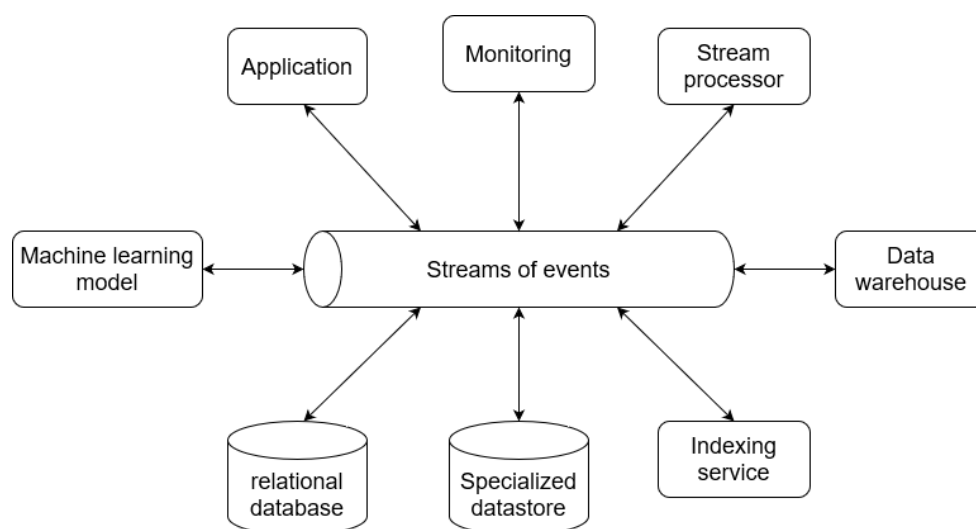 Application
Monitoring
Stream
processor
Machine learning
model
Streams of events
Data
warehouse
relational
database
Specialized
datastore
Indexing
service